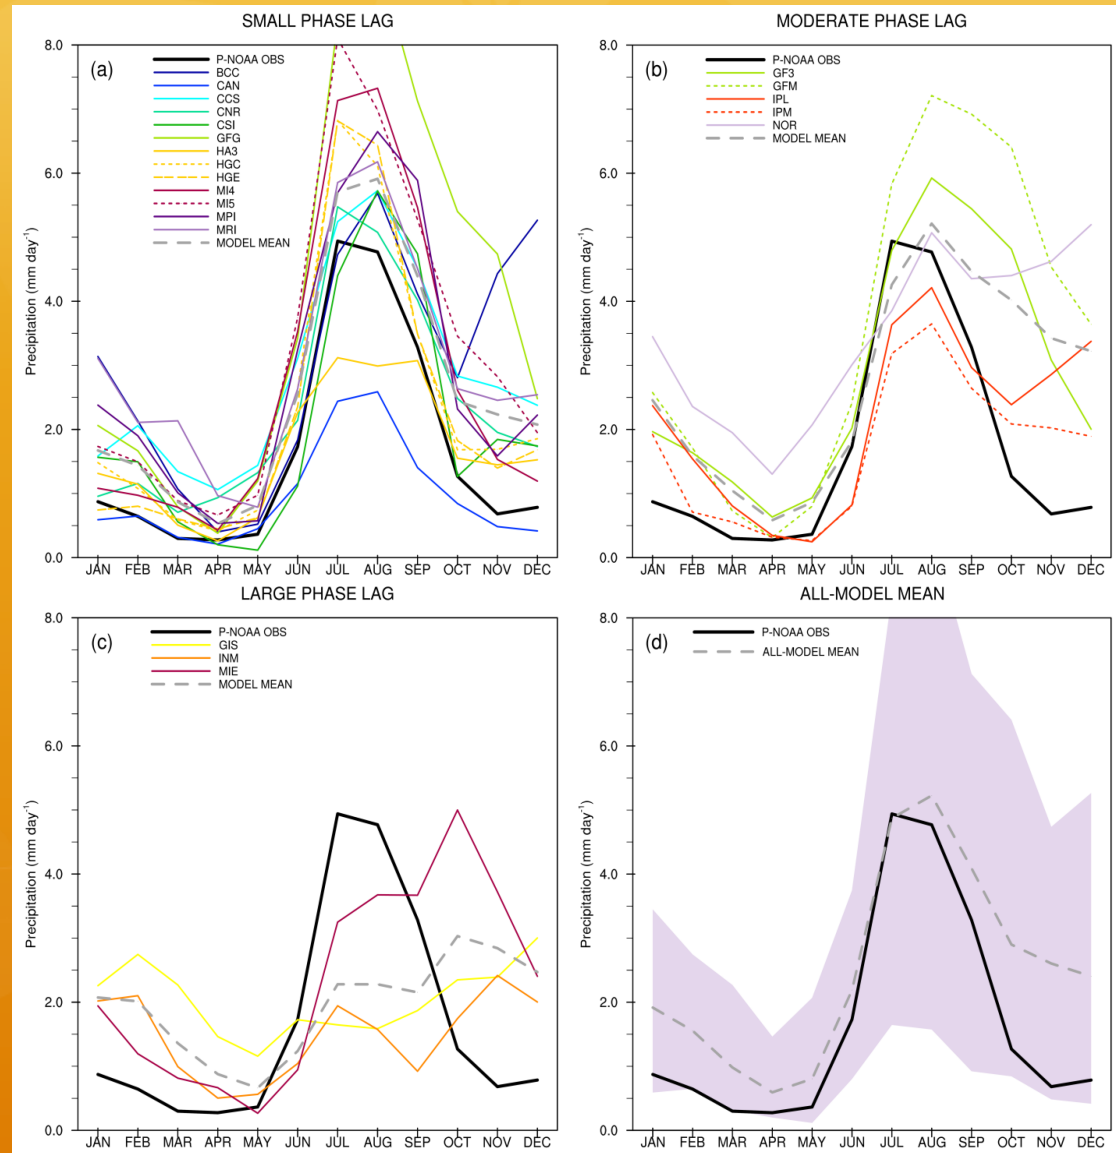 SMALL PHASE LAG
8.0
6.0
4.0
2.0
0.0
Precipitation (mm day⁻¹)
(a)
P-NOAA OBS
BCC
CAN
CCS
CNR
CSI
GFG
HA3
HGC
HGE
MI4
MI5
MPI
MRI
MODEL MEAN
JAN FEB MAR APR MAY JUN JUL AUG SEP OCT NOV DEC
MODERATE PHASE LAG
8.0
6.0
4.0
2.0
0.0
Precipitation (mm day⁻¹)
(b)
P-NOAA OBS
GF3
GFM
IPL
IPM
NOR
MODEL MEAN
JAN FEB MAR APR MAY JUN JUL AUG SEP OCT NOV DEC
LARGE PHASE LAG
8.0
6.0
4.0
2.0
0.0
Precipitation (mm day⁻¹)
(c)
P-NOAA OBS
GIS
INM
MIE
MODEL MEAN
JAN FEB MAR APR MAY JUN JUL AUG SEP OCT NOV DEC
ALL-MODEL MEAN
8.0
6.0
4.0
2.0
0.0
Precipitation (mm day⁻¹)
(d)
P-NOAA OBS
ALL-MODEL MEAN
JAN FEB MAR APR MAY JUN JUL AUG SEP OCT NOV DEC